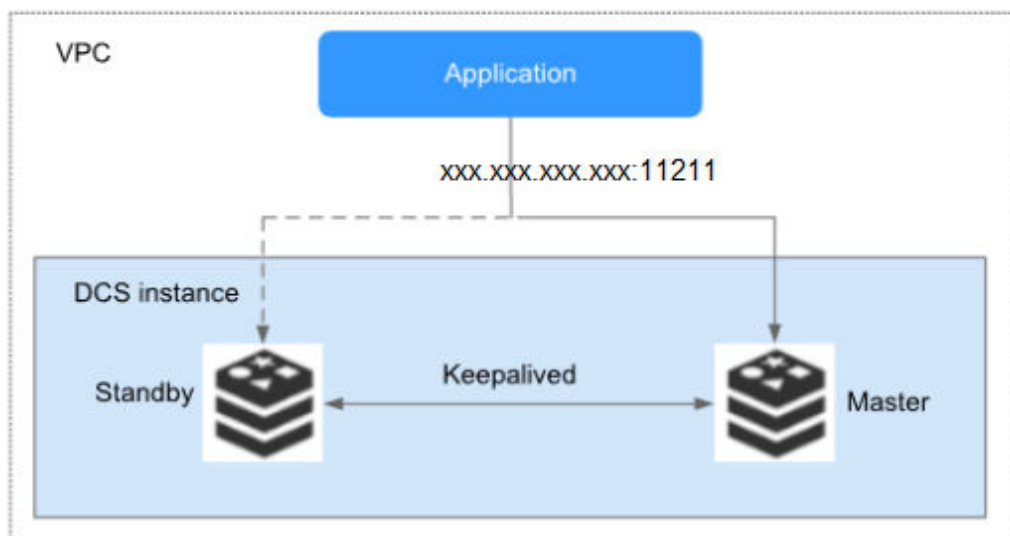 VPC
Application
xxx.xxx.xxx.xxx:11211
DCS instance
Keepalived
Standby
Master